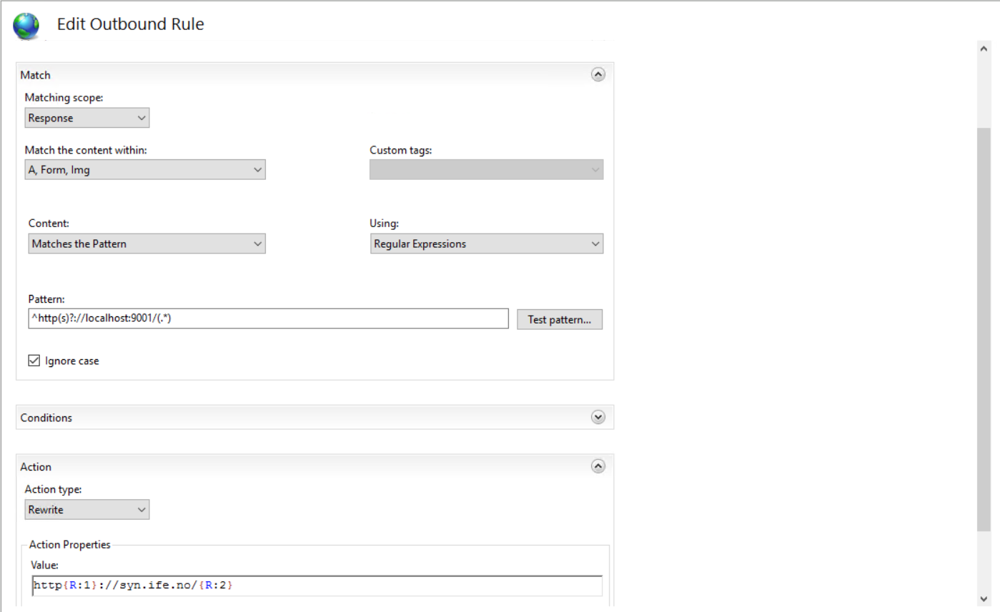 Edit Outbound Rule
Match
Matching scope:
Response
Match the content within:
Custom tags:
A, Form, Img
Content:
Using:
Matches the Pattern
Regular Expressions
Pattern:
^http(s)?://localhost:9001/(.*)
Test pattern...
Ignore case
Conditions
Action
Action type:
Rewrite
Action Properties
Value:
http{R:1}://syn.ife.no/{R:2}